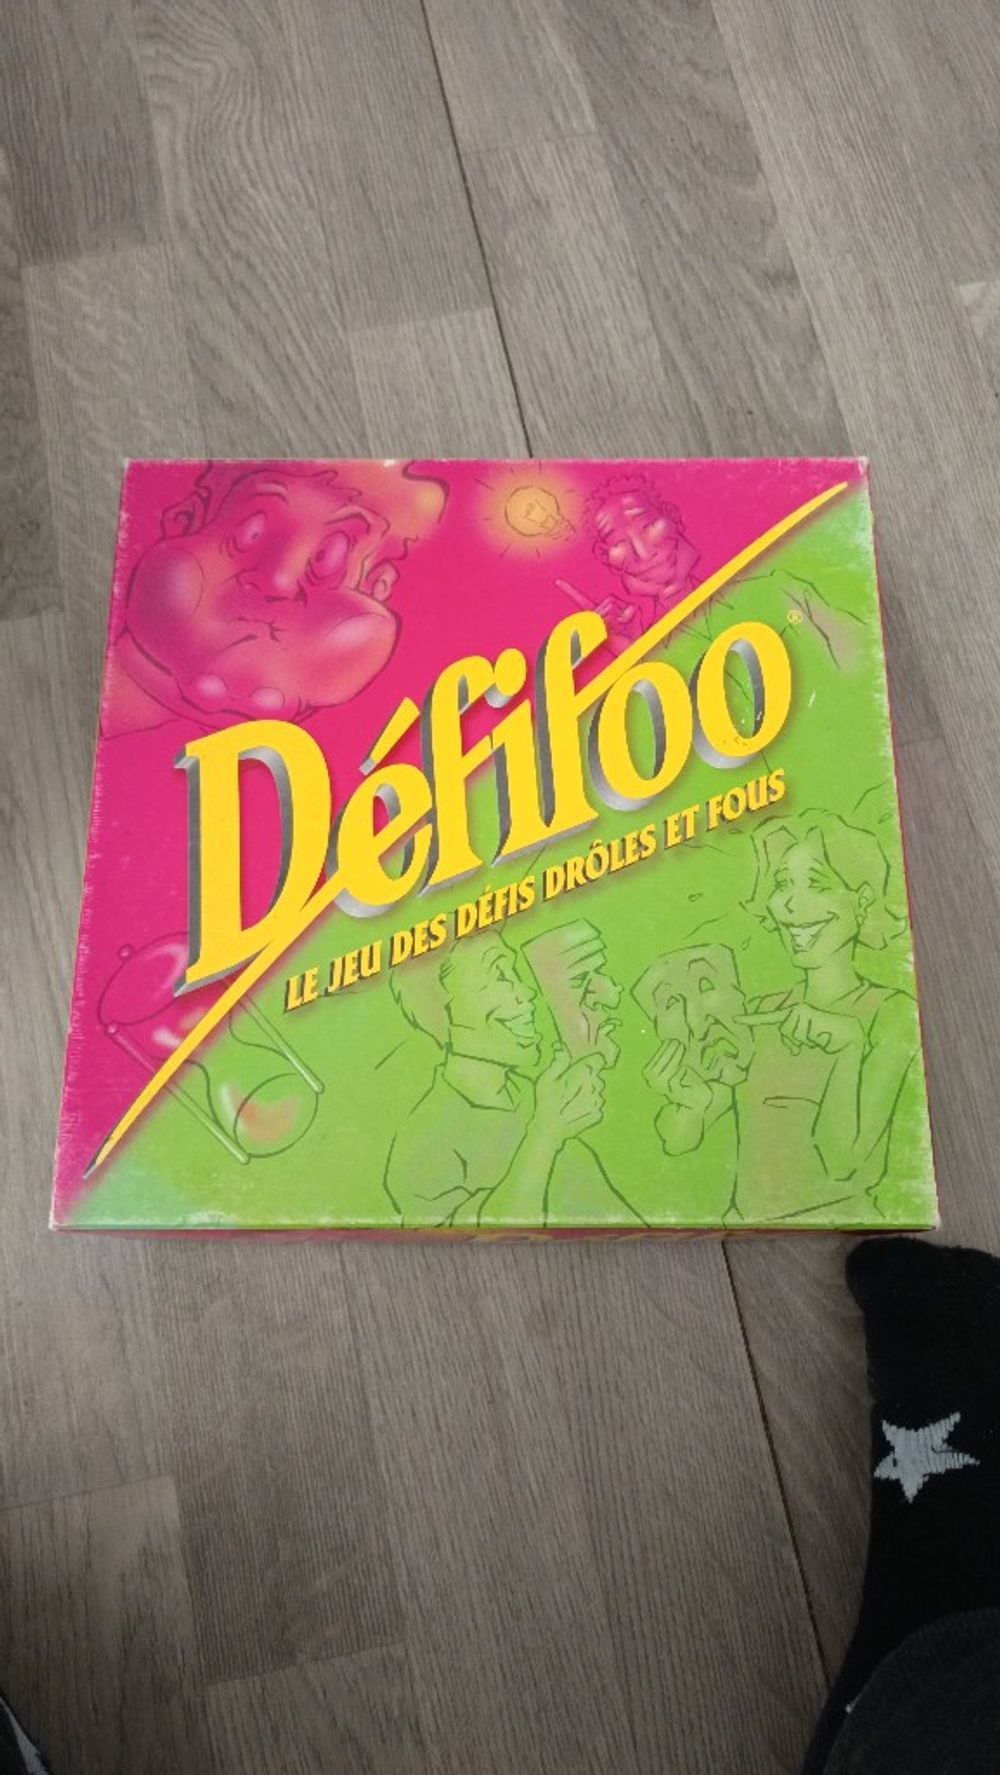 Défifoo®
LE JEU DES DÉFIS DRÔLES ET FOUS